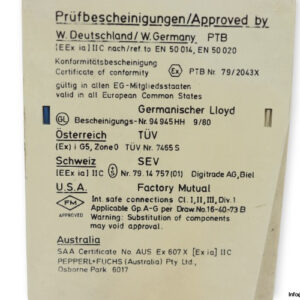 Prüfbescheinigungen/Approved by
W. Deutschland/W. Germany PTB
[EEx ia] IIC nach/ref to EN 50 014, EN 50 020
Konformitätsbescheinigung
Certificate of conformity Ex PTB Nr. 79/2043X
gültig in allen EG-Mitgliedsstaaten
valid in all European Common States
Germanischer Lloyd
GL Bescheinigungs-Nr. 94 945 HH 9/80
Österreich TÜV
(Ex) i G5, Zone 0 TÜV Nr. 7465 S
Schweiz SEV
[EEx ia] IIC Nr. 79.14 757 (01) Digitrade AG, Biel
U.S.A. Factory Mutual
FM Int. safe connections Cl. I, II, III, Div. 1
Applicable Gp. A-G per Draw No. 16-40-73 B
APPROVED Warning: Substitution of components
may void approval.
Australia
SAA Certificate No AUS Ex 607 X [Ex ia] IIC
PEPPERL+FUCHS (Australia) Pty Ltd.,
Osborne Park 6017